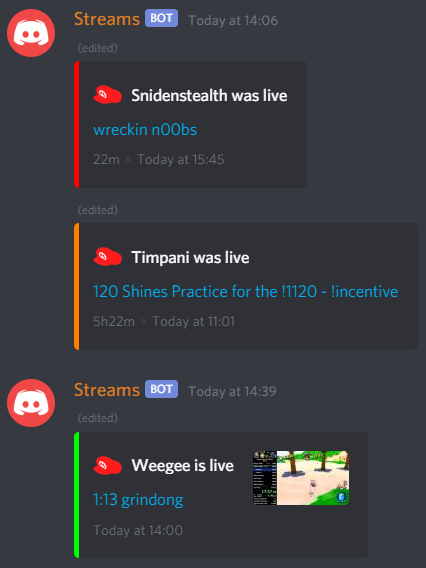 Streams BOT Today at 14:06
(edited)
Snidenstealth was live
wreckin n00bs
22m • Today at 15:45
(edited)
Timpani was live
120 Shines Practice for the !1120 - !incentive
5h22m • Today at 11:01
Streams BOT Today at 14:39
(edited)
Weegee is live
1:13 grindong
Today at 14:00